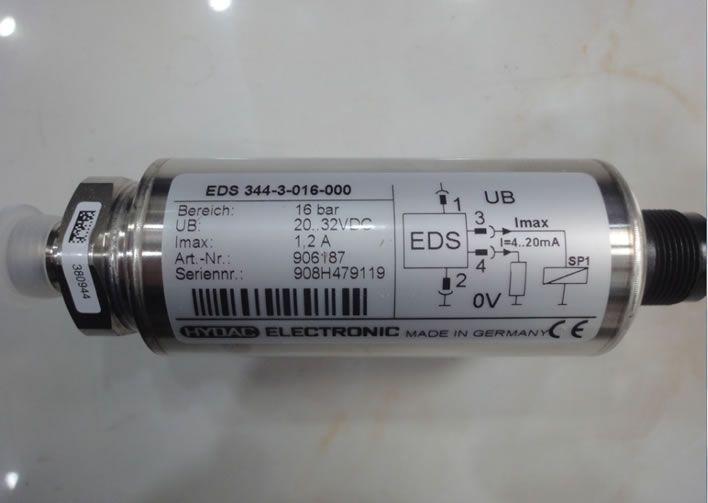 EDS 344-3-016-000
Bereich: 16 bar
UB: 20..32VDC
Imax: 1,2 A
Art.-Nr.: 906187
Seriennr.: 908H479119
1
UB
3
Imax
EDS
I=4..20mA
4
SP1
2
0V
HYDAC ELECTRONIC MADE IN GERMANY CE
380944